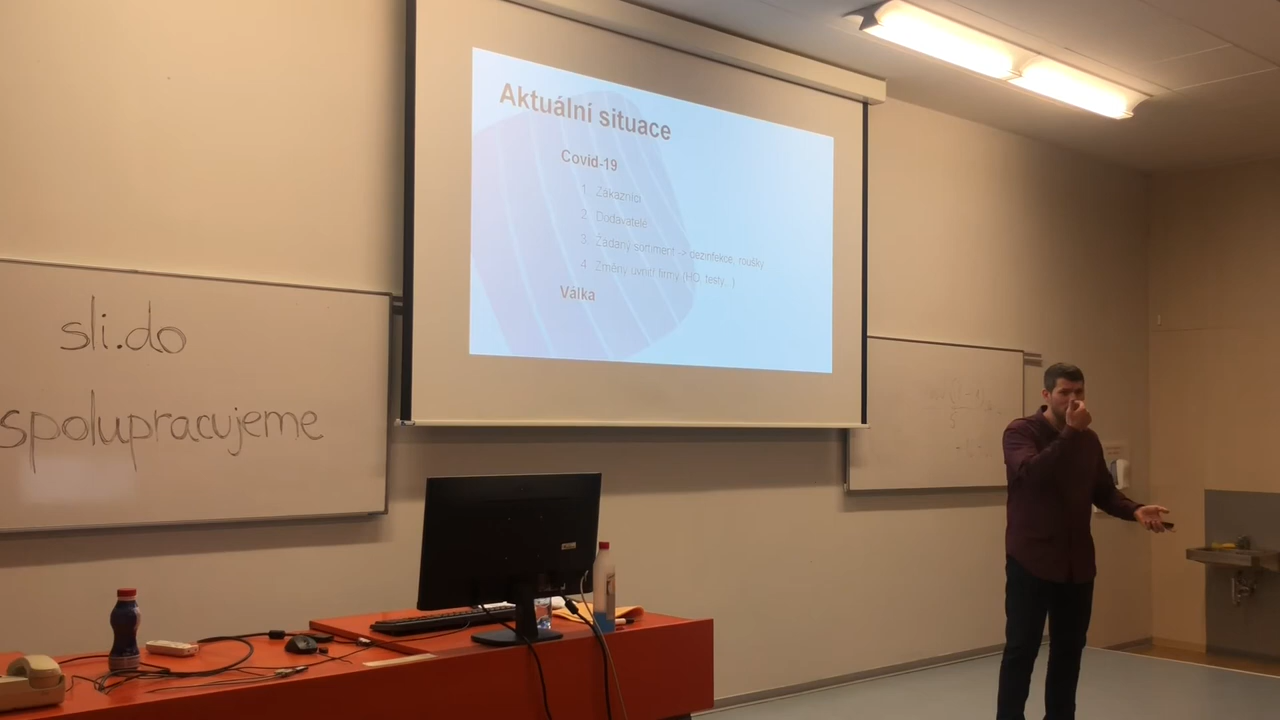 sli.do
spolupracujeme
Aktuální situace
Covid-19
1. Zákazníci
2. Dodavatelé
3. Žádaný sortiment -> dezinfekce, roušky
4. Změny uvnitř firmy (HO, testy...)
Válka